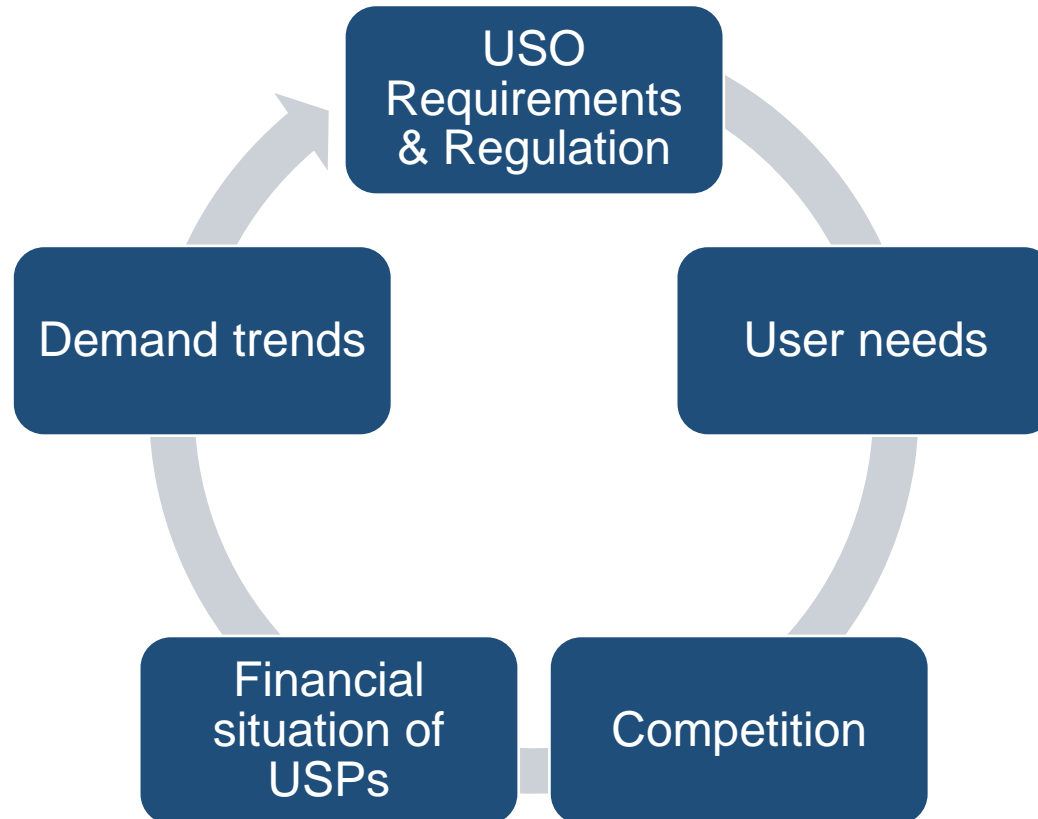 USO
Requirements
& Regulation
Demand trends
User needs
Financial
situation of
USPs
Competition